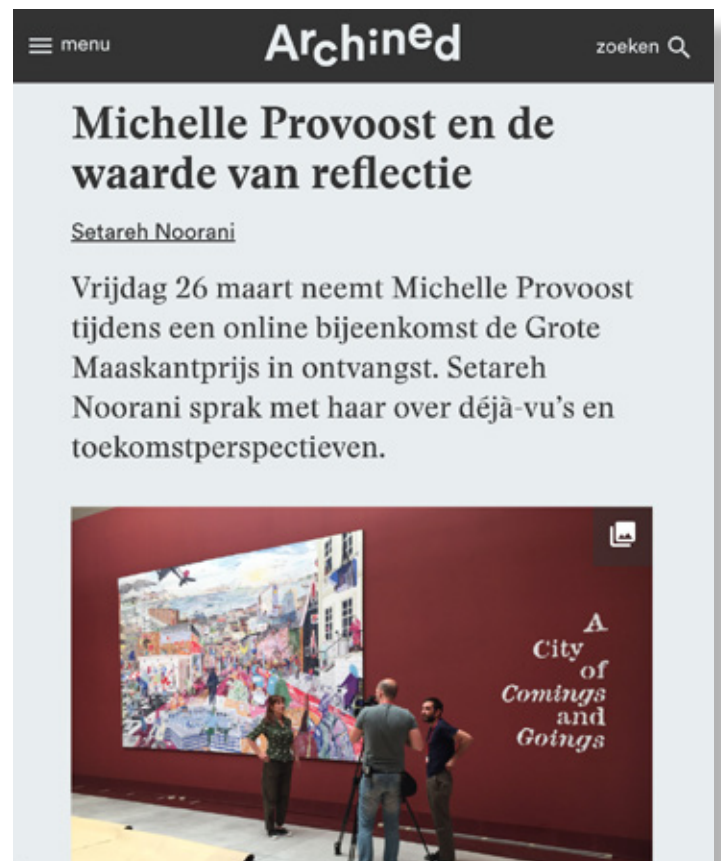 menu
Archined
zoeken
Michelle Provoost en de
waarde van reflectie
Setareh Noorani
Vrijdag 26 maart neemt Michelle Provoost
tijdens een online bijeenkomst de Grote
Maaskantprijs in ontvangst. Setareh
Noorani sprak met haar over déjà-vu’s en
toekomstperspectieven.
A
City
of
Comings
and
Goings